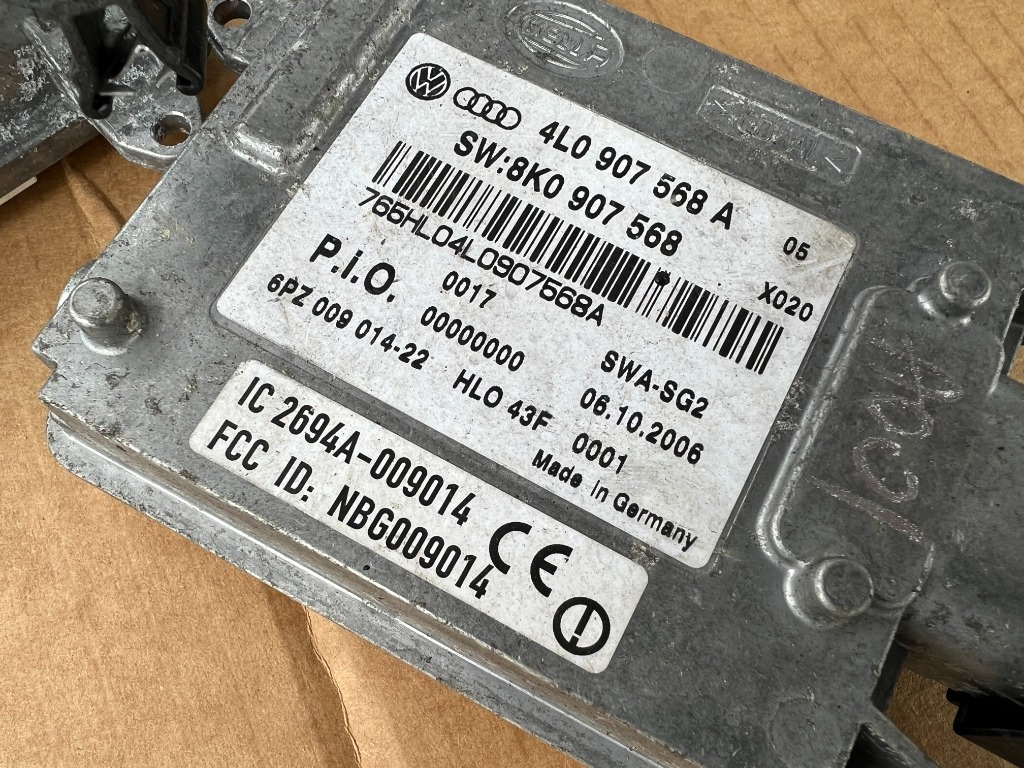 HELLA
4L0 907 568 A
SW:8K0 907 568
05
X020
765HL04L0907568A
P.i.O.
0017
00000000
SWA-SG2
06.10.2006
6PZ 009 014-22
HLO 43F
0001
Made in Germany
IC 2694A-009014
FCC ID: NBG009014
CE